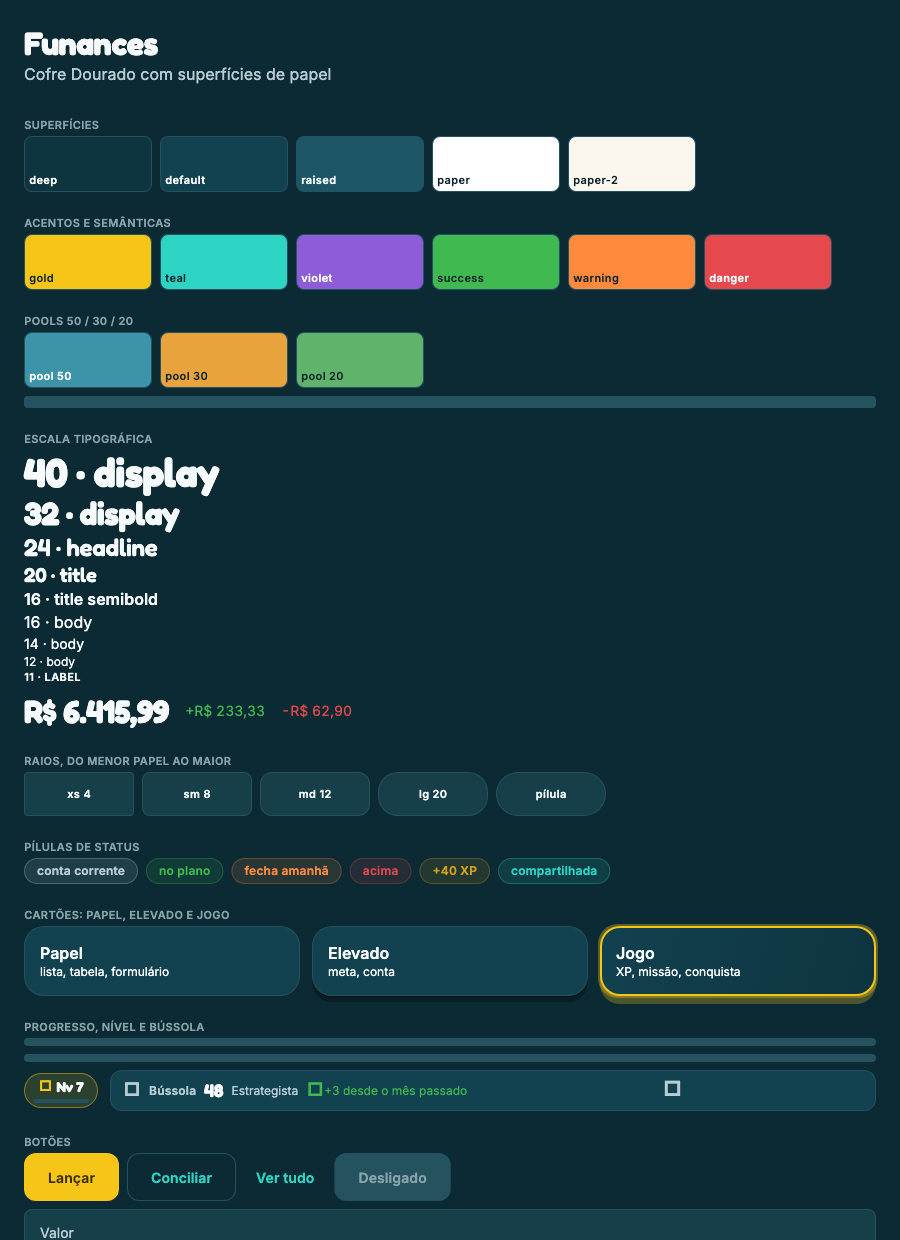 Funances
Cofre Dourado com superfícies de papel
SUPERFÍCIES
deep
default
raised
paper
paper-2
ACENTOS E SEMÂNTICAS
gold
teal
violet
success
warning
danger
POOLS 50 / 30 / 20
pool 50
pool 30
pool 20
ESCALA TIPOGRÁFICA
40 · display
32 · display
24 · headline
20 · title
16 · title semibold
16 · body
14 · body
12 · body
11 · LABEL
R$ 6.415,99 +R$ 233,33 -R$ 62,90
RAIOS, DO MENOR PAPEL AO MAIOR
xs 4
sm 8
md 12
lg 20
pílula
PÍLULAS DE STATUS
conta corrente
no plano
fecha amanhã
acima
+40 XP
compartilhada
CARTÕES: PAPEL, ELEVADO E JOGO
Papel
lista, tabela, formulário
Elevado
meta, conta
Jogo
XP, missão, conquista
PROGRESSO, NÍVEL E BÚSSOLA
Nv 7
Bússola 48 Estrategista +3 desde o mês passado
BOTÕES
Lançar
Conciliar
Ver tudo
Desligado
Valor